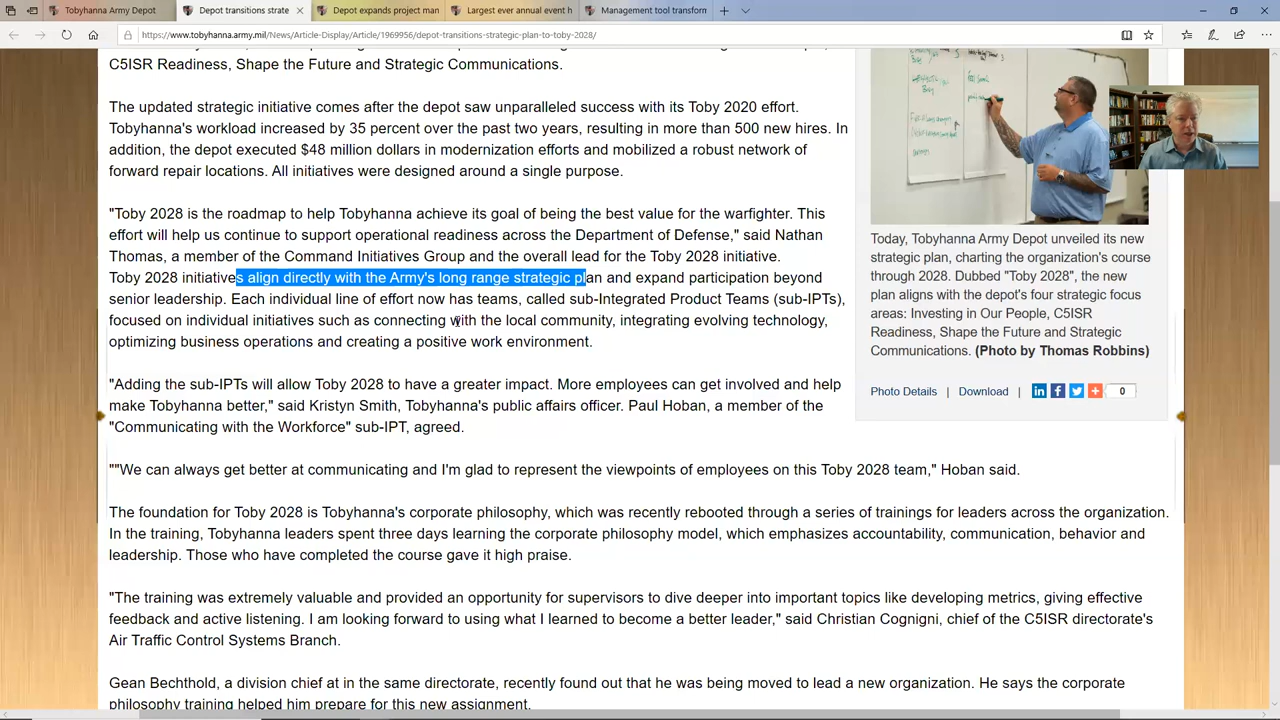 Tobyhanna Army Depot
Depot transitions strate
Depot expands project man
Largest ever annual event h
Management tool transform
https://www.tobyhanna.army.mil/News/Article-Display/Article/1969956/depot-transitions-strategic-plan-to-toby-2028/
C5ISR Readiness, Shape the Future and Strategic Communications.
The updated strategic initiative comes after the depot saw unparalleled success with its Toby 2020 effort.
Tobyhanna's workload increased by 35 percent over the past two years, resulting in more than 500 new hires. In
addition, the depot executed $48 million dollars in modernization efforts and mobilized a robust network of
forward repair locations. All initiatives were designed around a single purpose.
"Toby 2028 is the roadmap to help Tobyhanna achieve its goal of being the best value for the warfighter. This
effort will help us continue to support operational readiness across the Department of Defense," said Nathan
Thomas, a member of the Command Initiatives Group and the overall lead for the Toby 2028 initiative.
Toby 2028 initiatives align directly with the Army's long range strategic plan and expand participation beyond
senior leadership. Each individual line of effort now has teams, called sub-Integrated Product Teams (sub-IPTs),
focused on individual initiatives such as connecting with the local community, integrating evolving technology,
optimizing business operations and creating a positive work environment.
"Adding the sub-IPTs will allow Toby 2028 to have a greater impact. More employees can get involved and help
make Tobyhanna better," said Kristyn Smith, Tobyhanna's public affairs officer. Paul Hoban, a member of the
"Communicating with the Workforce" sub-IPT, agreed.
""We can always get better at communicating and I'm glad to represent the viewpoints of employees on this Toby 2028 team," Hoban said.
The foundation for Toby 2028 is Tobyhanna's corporate philosophy, which was recently rebooted through a series of trainings for leaders across the organization.
In the training, Tobyhanna leaders spent three days learning the corporate philosophy model, which emphasizes accountability, communication, behavior and
leadership. Those who have completed the course gave it high praise.
"The training was extremely valuable and provided an opportunity for supervisors to dive deeper into important topics like developing metrics, giving effective
feedback and active listening. I am looking forward to using what I learned to become a better leader," said Christian Cognigni, chief of the C5ISR directorate's
Air Traffic Control Systems Branch.
Gean Bechthold, a division chief at in the same directorate, recently found out that he was being moved to lead a new organization. He says the corporate
philosophy training helped him prepare for this new assignment.
Today, Tobyhanna Army Depot unveiled its new
strategic plan, charting the organization's course
through 2028. Dubbed "Toby 2028", the new
plan aligns with the depot's four strategic focus
areas: Investing in Our People, C5ISR
Readiness, Shape the Future and Strategic
Communications. (Photo by Thomas Robbins)
Photo Details | Download | 0